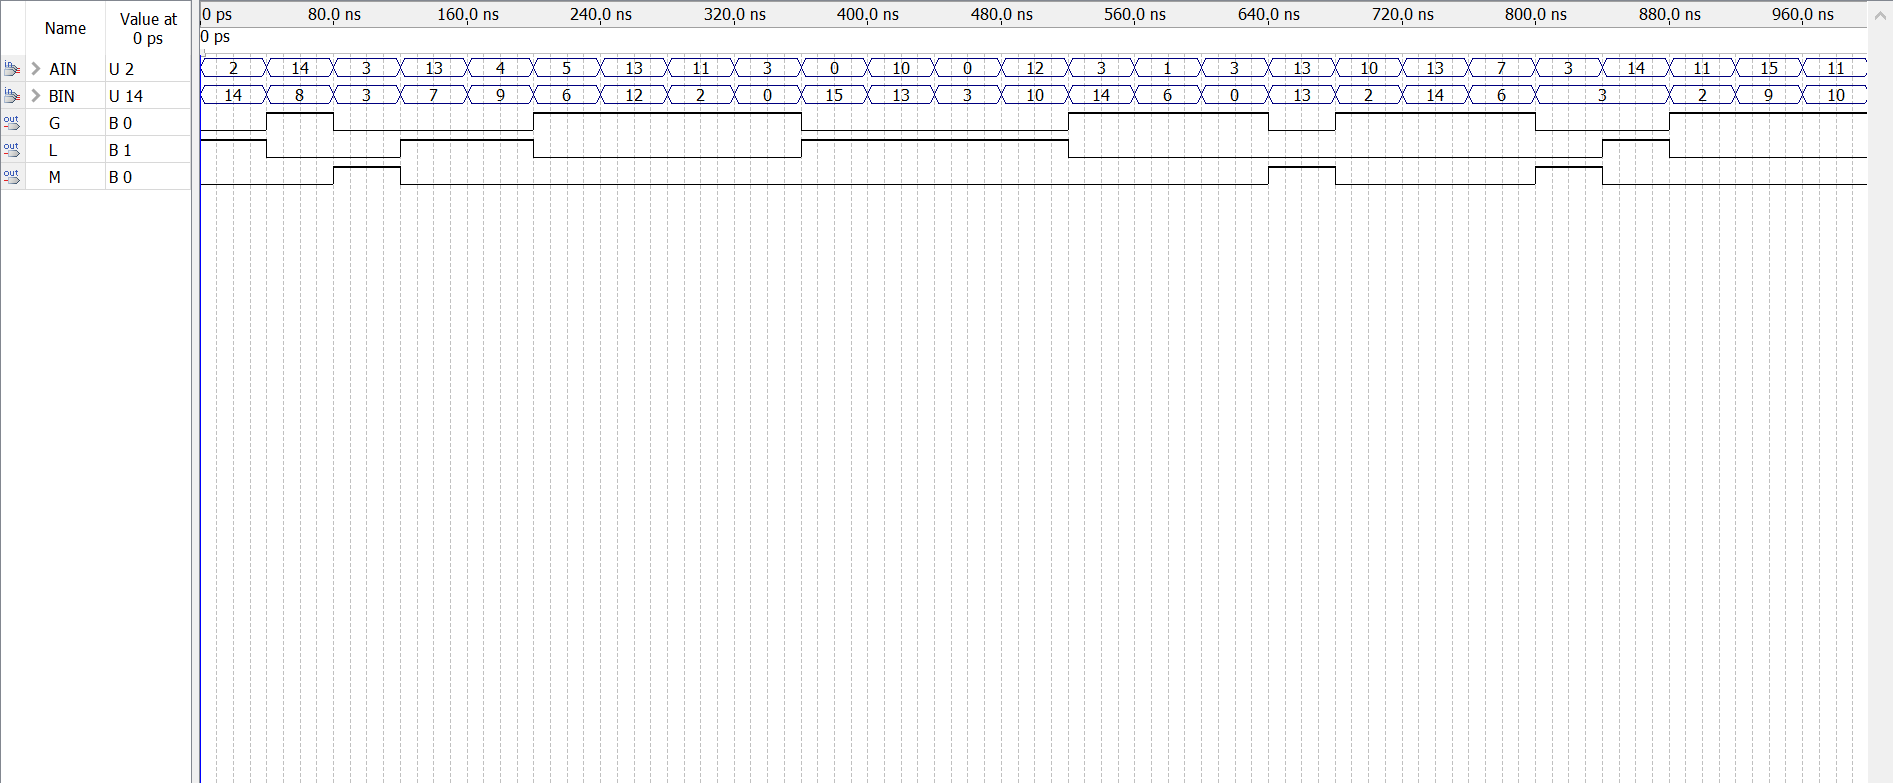 Name Value at 0 ps 0 ps 80.0 ns 160.0 ns 240.0 ns 320.0 ns 400.0 ns 480.0 ns 560.0 ns 640.0 ns 720.0 ns 800.0 ns 880.0 ns 960.0 ns
0 ps
in AIN U 2 2 14 3 13 4 5 13 11 3 0 10 0 12 3 1 3 13 10 13 7 3 14 11 15 11
in BIN U 14 14 8 3 7 9 6 12 2 0 15 13 3 10 14 6 0 13 2 14 6 3 2 9 10
out G B 0
out L B 1
out M B 0